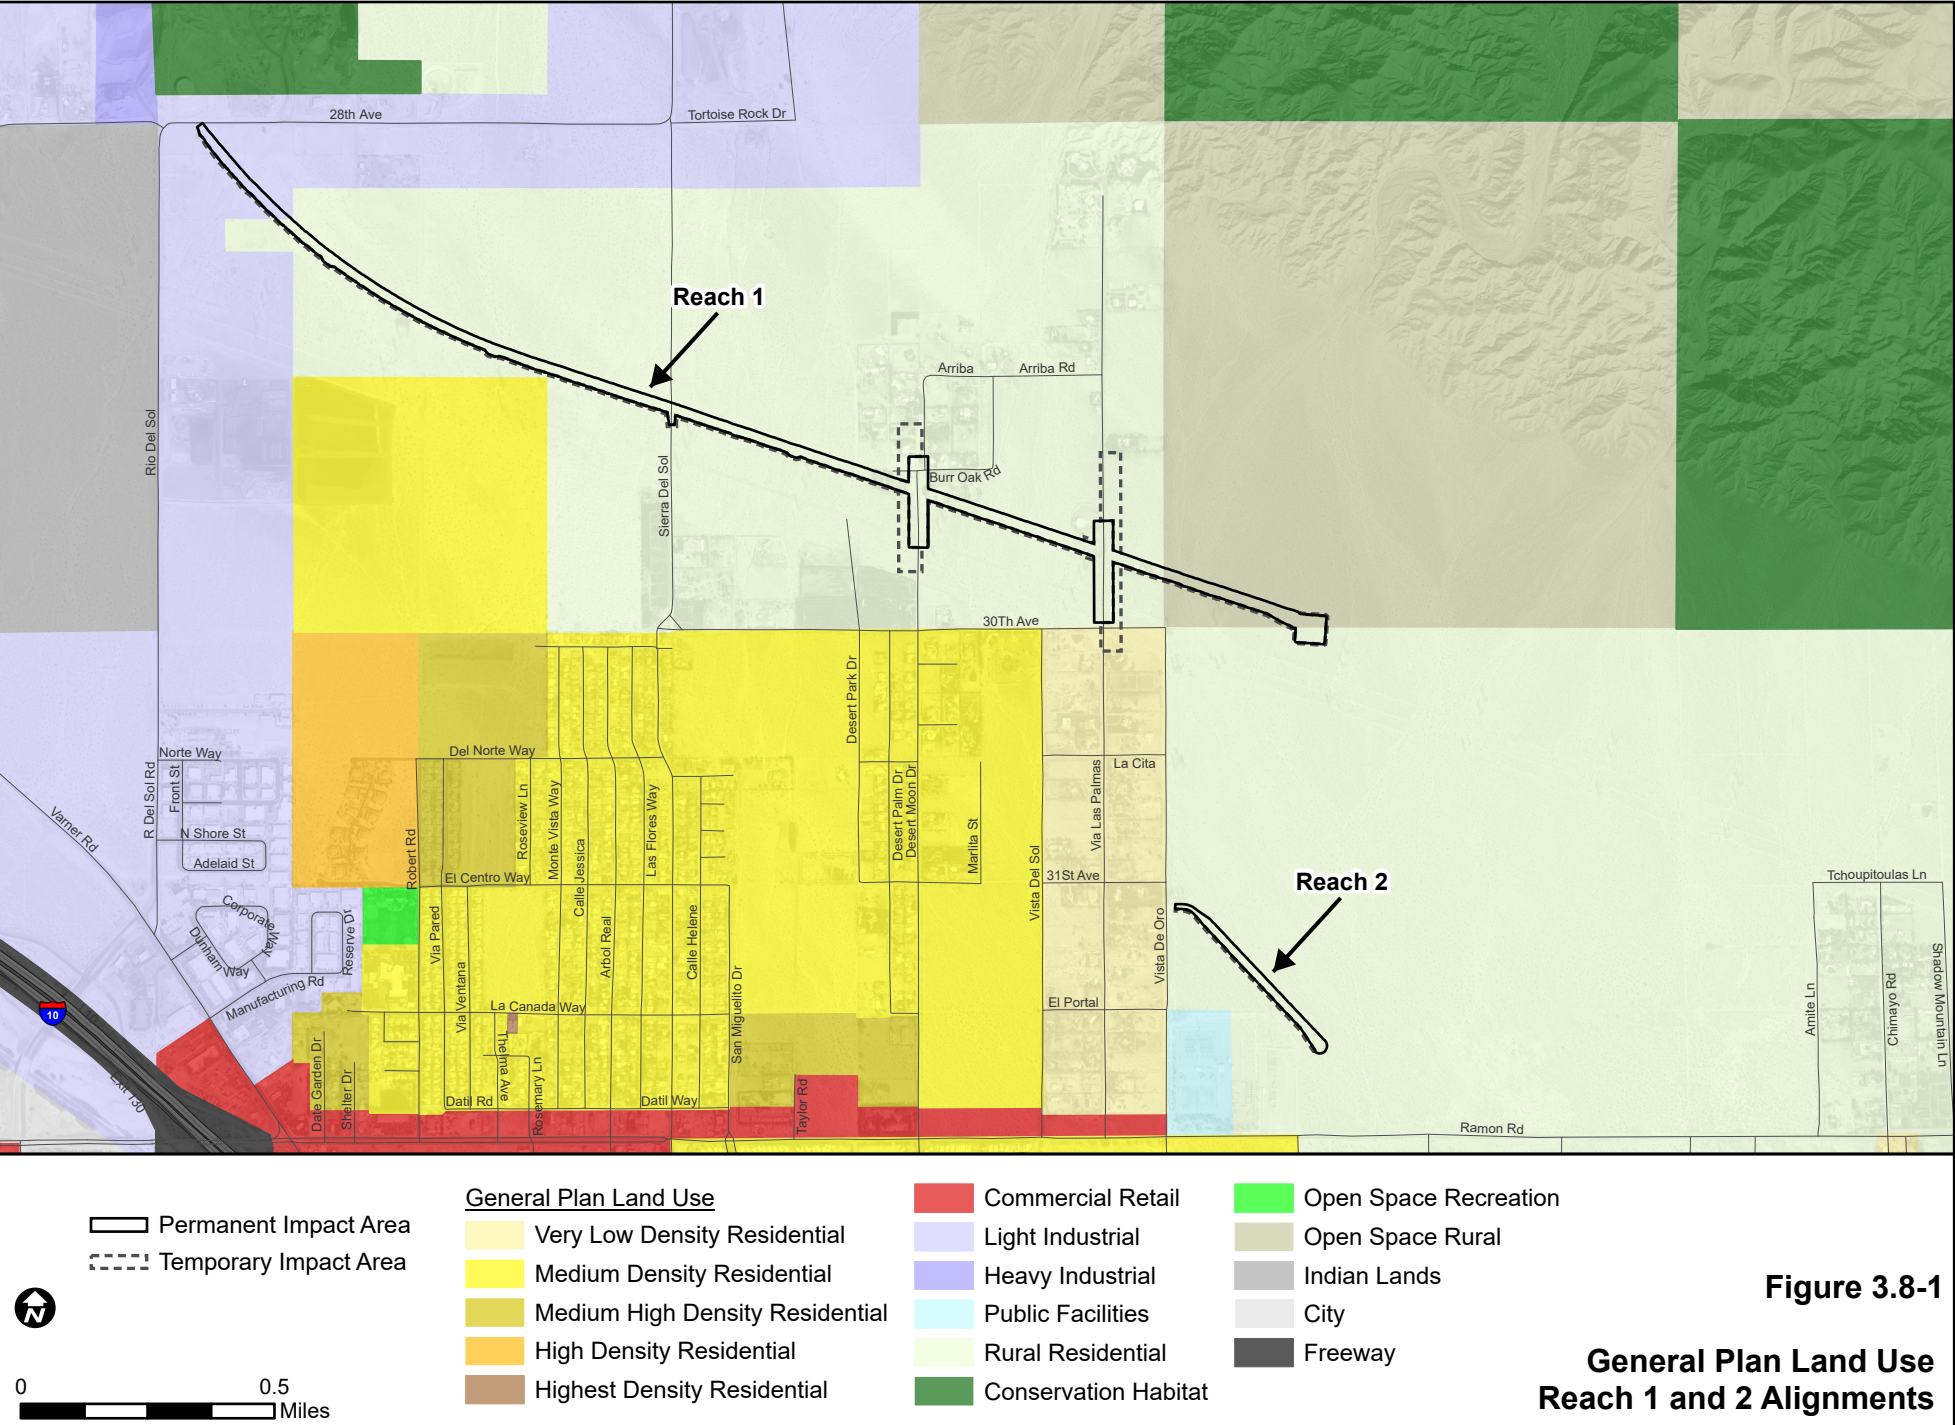 28th Ave
Tortoise Rock Dr
Reach 1
Arriba
Arriba Rd
Rio Del Sol
Sierra Del Sol
Burr Oak Rd
30Th Ave
Desert Park Dr
Norte Way
Del Norte Way
La Cita
R Del Sol Rd
Front St
Roseview Ln
Monte Vista Way
Las Flores Way
Desert Palm Dr
Desert Moon Dr
Via Las Palmas
Varner Rd
N Shore St
Adelaid St
Robert Rd
Calle Jessica
Marlita St
El Centro Way
Vista Del Sol
31St Ave
Reach 2
Tchoupitoulas Ln
Corporate Way
Dunham Way
Reserve Dr
Via Pared
Via Ventana
Arbol Real
Calle Helene
San Miguelito Dr
Vista De Oro
Manufacturing Rd
La Canada Way
El Portal
Amite Ln
Chimayo Rd
Shadow Mountain Ln
10
Exit 130
Date Garden Dr
Shelter Dr
Thelma Ave
Rosemary Ln
Datil Rd
Datil Way
Taylor Rd
Ramon Rd
Permanent Impact Area
Temporary Impact Area
N
0 0.5
Miles
General Plan Land Use
Very Low Density Residential
Medium Density Residential
Medium High Density Residential
High Density Residential
Highest Density Residential
Commercial Retail
Light Industrial
Heavy Industrial
Public Facilities
Rural Residential
Conservation Habitat
Open Space Recreation
Open Space Rural
Indian Lands
City
Freeway
Figure 3.8-1
General Plan Land Use
Reach 1 and 2 Alignments